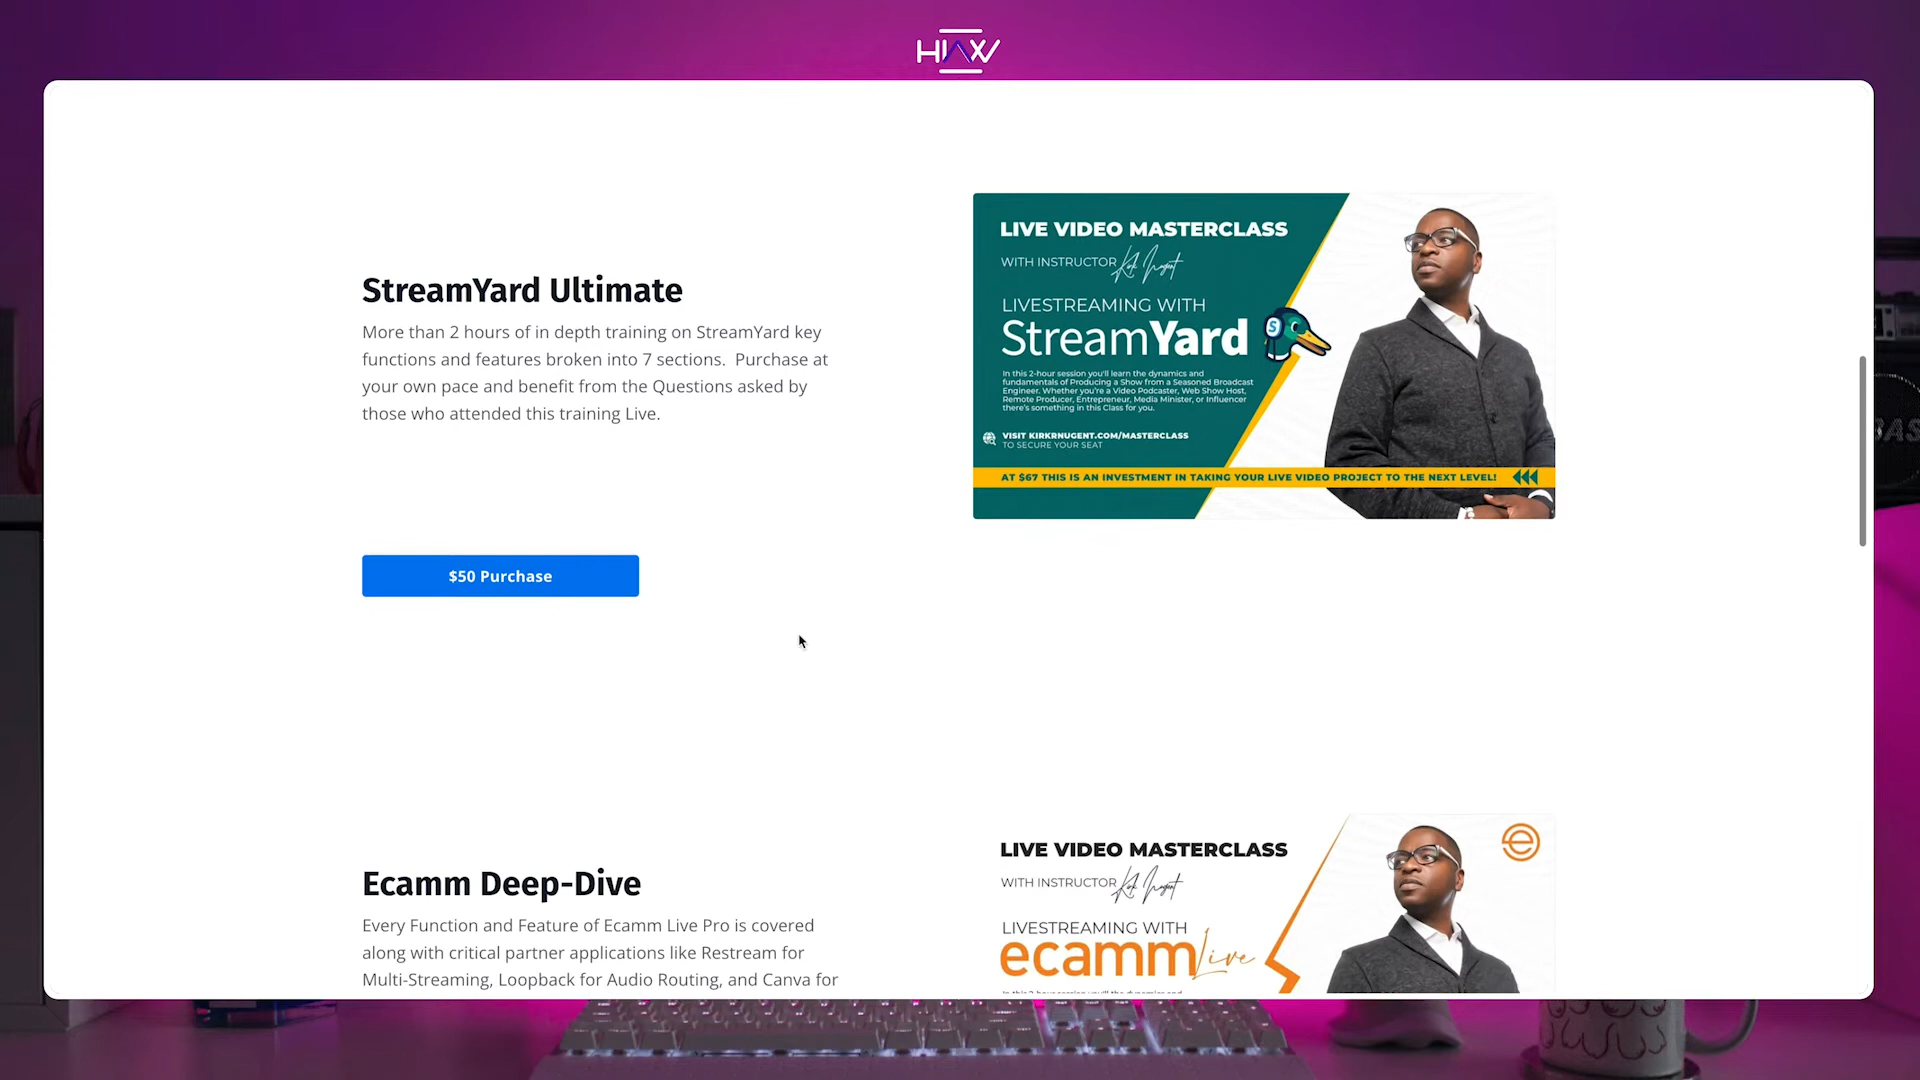 HIAW
StreamYard Ultimate
More than 2 hours of in depth training on StreamYard key
functions and features broken into 7 sections.  Purchase at
your own pace and benefit from the Questions asked by
those who attended this training Live.
$50 Purchase
LIVE VIDEO MASTERCLASS
WITH INSTRUCTOR Kirk Nugent
LIVESTREAMING WITH
StreamYard
S
In this 2-hour session you'll learn the dynamics and
fundamentals of Producing a Show from a Seasoned Broadcast
Engineer. Whether you're a Video Podcaster, Web Show Host,
Remote Producer, Entrepreneur, Media Minister, or Influencer
there's something in this Class for you.
VISIT KIRKRNUGENT.COM/MASTERCLASS
TO SECURE YOUR SEAT
AT $67 THIS IS AN INVESTMENT IN TAKING YOUR LIVE VIDEO PROJECT TO THE NEXT LEVEL!
Ecamm Deep-Dive
Every Function and Feature of Ecamm Live Pro is covered
along with critical partner applications like Restream for
Multi-Streaming, Loopback for Audio Routing, and Canva for
LIVE VIDEO MASTERCLASS
WITH INSTRUCTOR Kirk Nugent
LIVESTREAMING WITH
ecamm Live
e